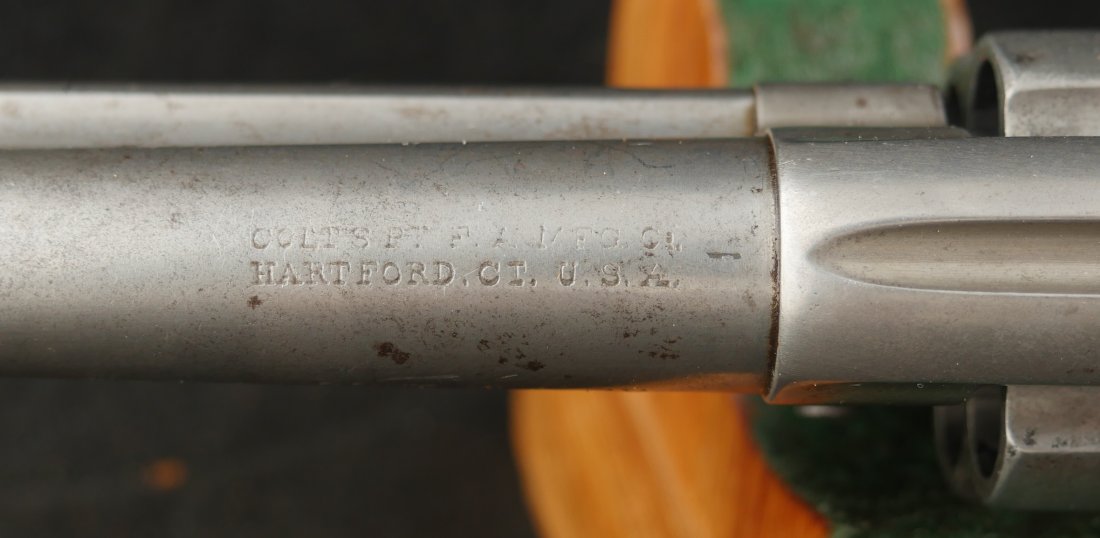 COLT'S PT. F. A. MFG. Co.
HARTFORD. CT. U. S. A.